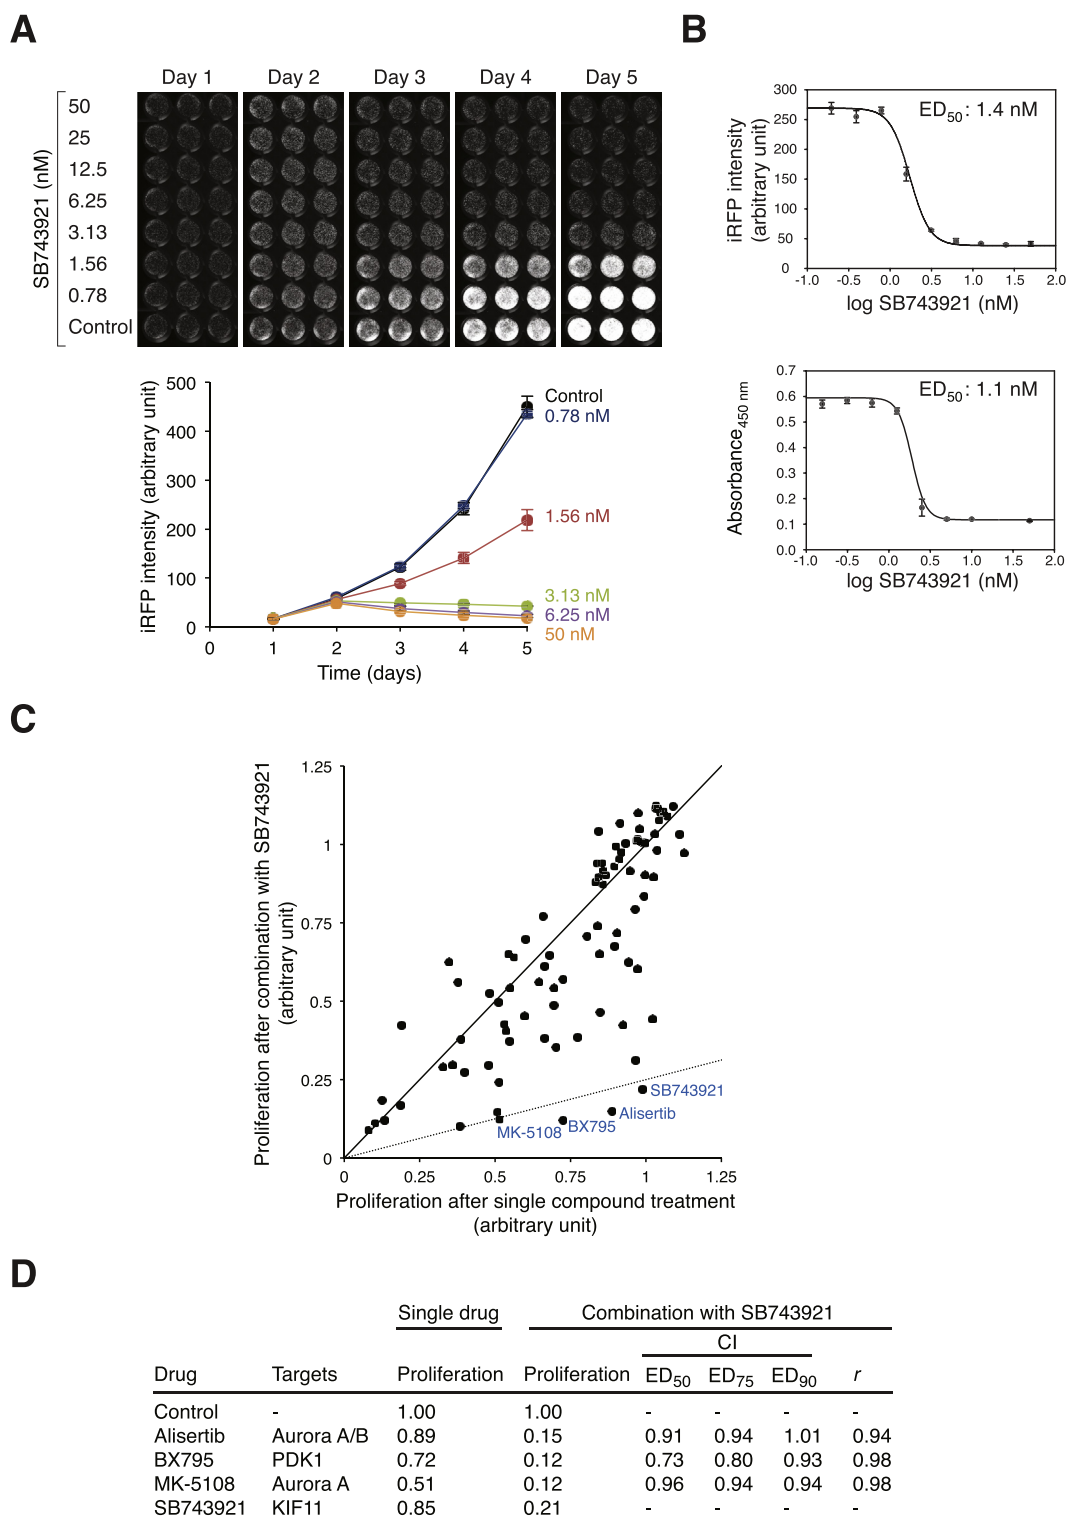 A
Day 1 Day 2 Day 3 Day 4 Day 5
SB743921 (nM)
50
25
12.5
6.25
3.13
1.56
0.78
Control
iRFP intensity (arbitrary unit)
500
400
300
200
100
0
0 1 2 3 4 5
Time (days)
Control
0.78 nM
1.56 nM
3.13 nM
6.25 nM
50 nM
B
iRFP intensity
(arbitrary unit)
300
250
200
150
100
50
0
ED50: 1.4 nM
-1.0 -0.5 0.0 0.5 1.0 1.5 2.0
log SB743921 (nM)
Absorbance450 nm
0.7
0.6
0.5
0.4
0.3
0.2
0.1
0.0
ED50: 1.1 nM
-1.0 -0.5 0.0 0.5 1.0 1.5 2.0
log SB743921 (nM)
C
Proliferation after combination with SB743921
(arbitrary unit)
1.25
1
0.75
0.5
0.25
0
SB743921
Alisertib
BX795
MK-5108
0 0.25 0.5 0.75 1 1.25
Proliferation after single compound treatment
(arbitrary unit)
D
Single drug Combination with SB743921
CI
Drug Targets Proliferation Proliferation ED50 ED75 ED90 r
Control - 1.00 1.00 - - - -
Alisertib Aurora A/B 0.89 0.15 0.91 0.94 1.01 0.94
BX795 PDK1 0.72 0.12 0.73 0.80 0.93 0.98
MK-5108 Aurora A 0.51 0.12 0.96 0.94 0.94 0.98
SB743921 KIF11 0.85 0.21 - - - -